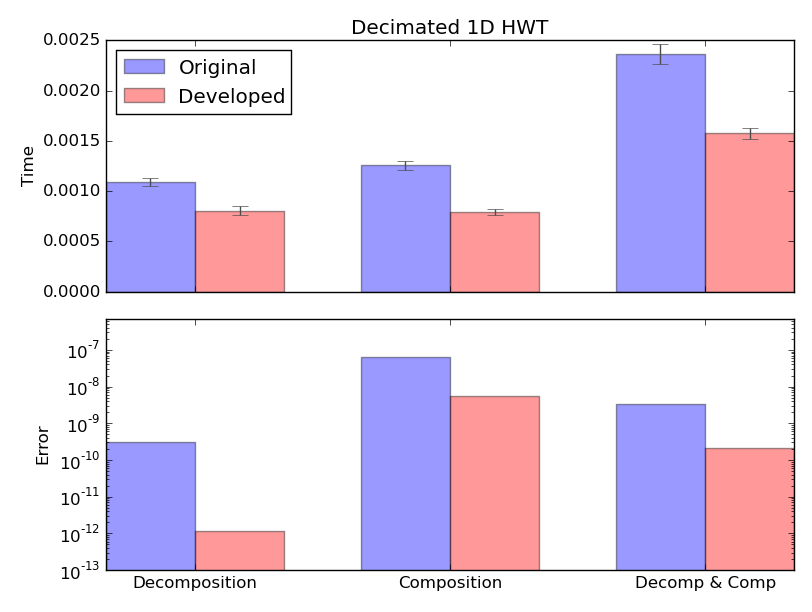 Decimated 1D HWT
0.0025
0.0020
0.0015
0.0010
0.0005
0.0000
Time
Original
Developed
10^-7
10^-8
10^-9
10^-10
10^-11
10^-12
10^-13
Error
Decomposition Composition Decomp & Comp